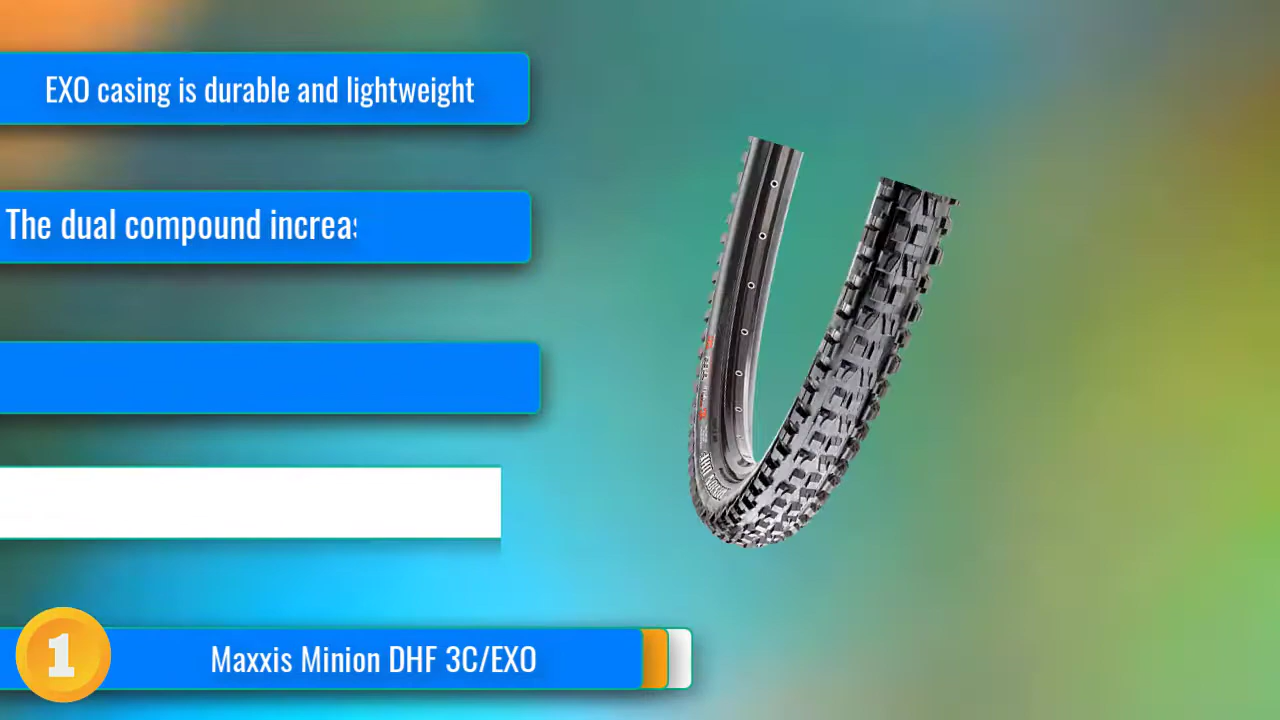 EXO casing is durable and lightweight
The dual compound increas
1
Maxxis Minion DHF 3C/EXO